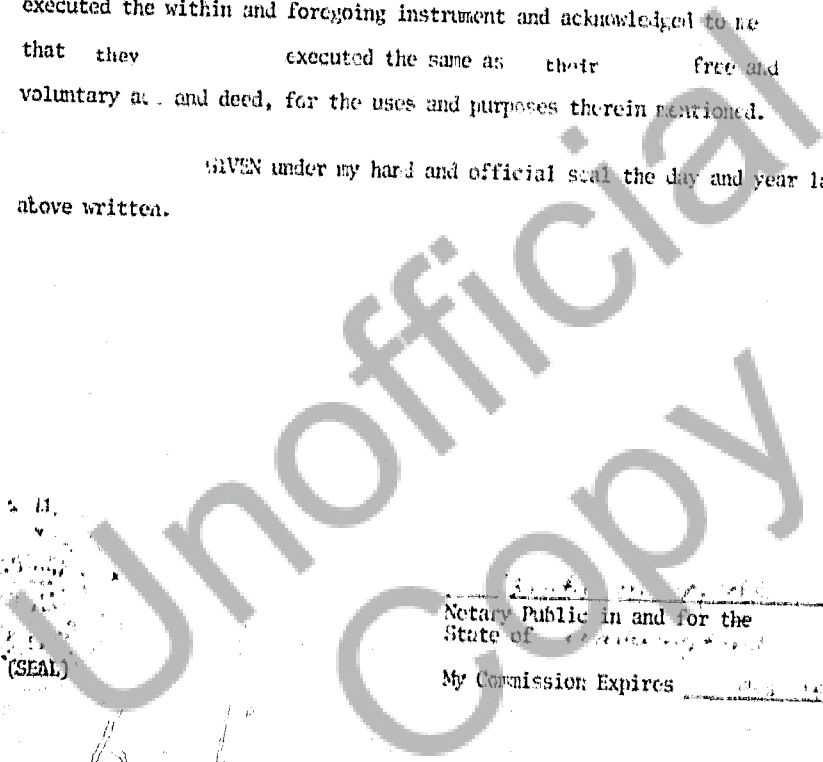 executed the within and foregoing instrument and acknowledged to me
that they executed the same as their free and
voluntary and deed, for the uses and purposes therein mentioned.
GIVEN under my hand and official seal the day and year
above written.
Unofficial
Copy
Notary Public in and for the
State of
(SEAL)
My Commission Expires